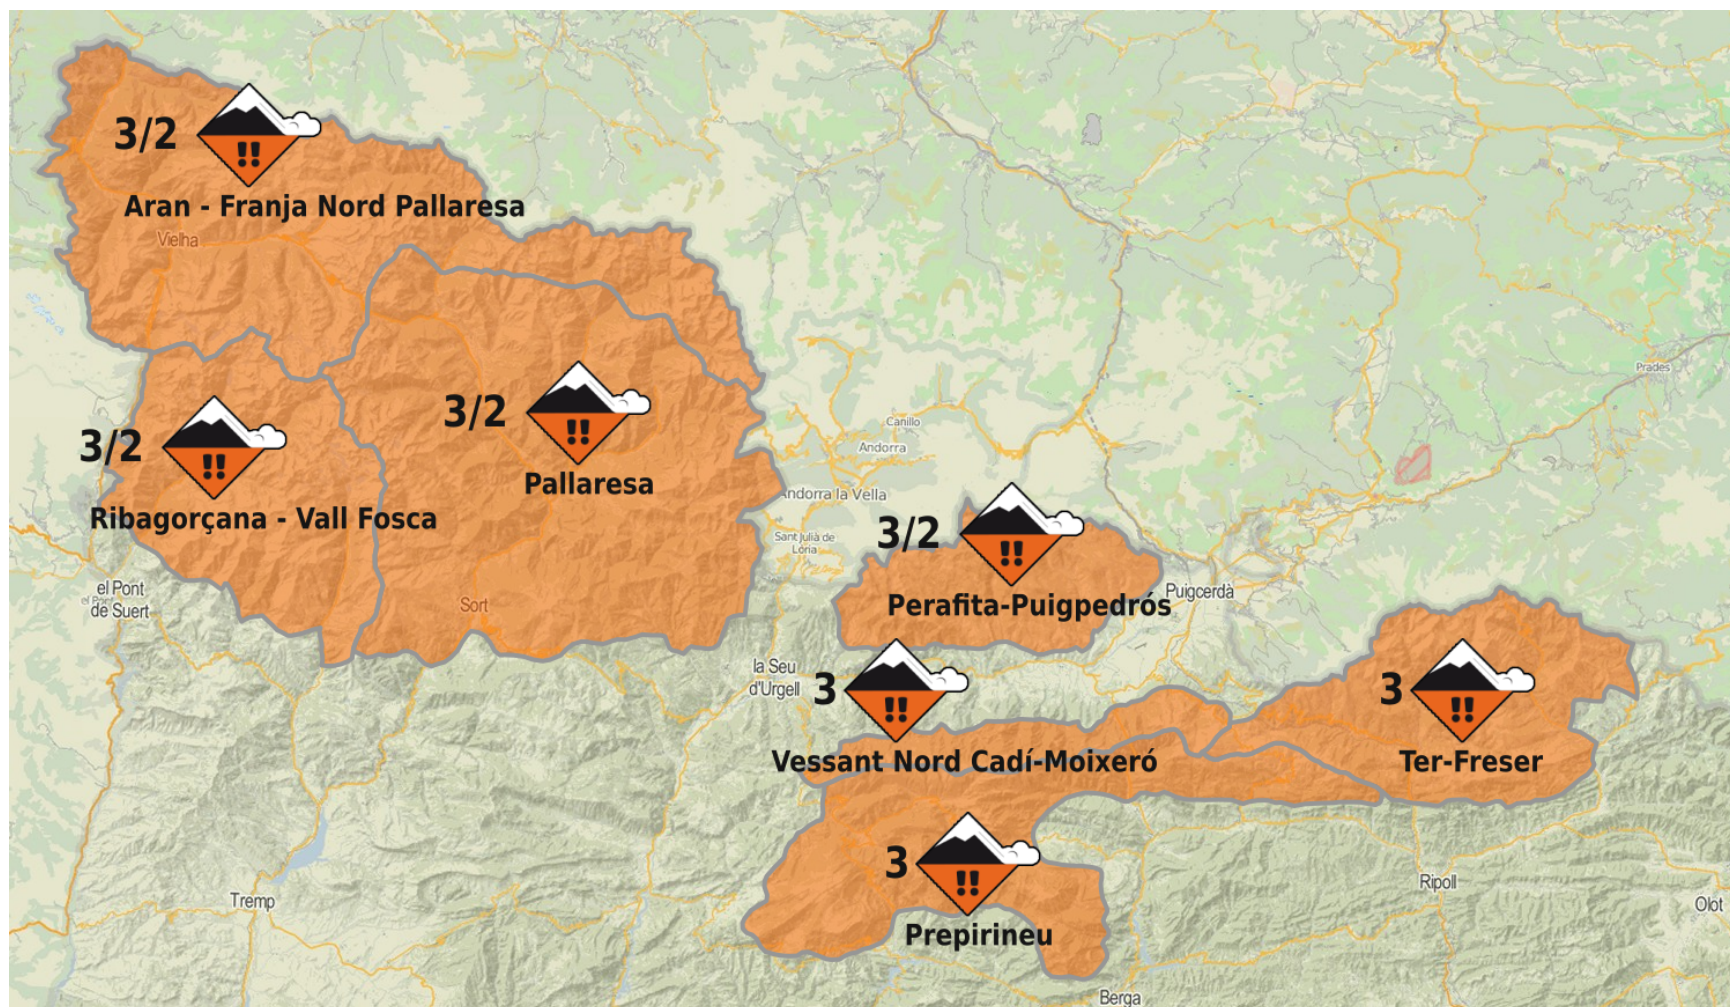 3/2
!!
Aran - Franja Nord Pallaresa
Vielha
Prades
3/2
!!
Pallaresa
3/2
!!
Ribagorçana - Vall Fosca
Canillo
Andorra
Andorra la Vella
3/2
!!
Perafita-Puigpedrós
Sant Julià de
Lòria
el Pont
de Suert
Sort
Puigcerdà
la Seu
d'Urgell
3
!!
Vessant Nord Cadí-Moixeró
3
!!
Ter-Freser
3
!!
Prepirineu
Tremp
Ripoll
Olot
Berga